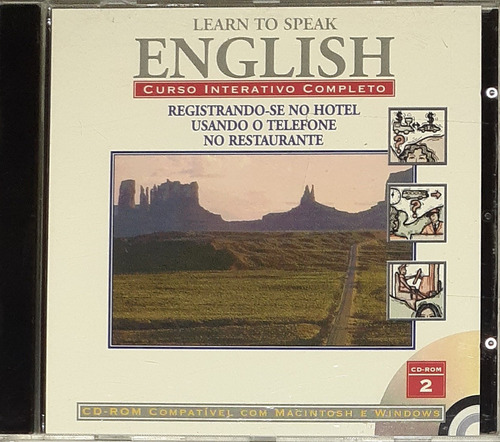 LEARN TO SPEAK
ENGLISH
CURSO INTERATIVO COMPLETO
REGISTRANDO-SE NO HOTEL
USANDO O TELEFONE
NO RESTAURANTE
$ ? $
?
CD-ROM
2
CD-ROM COMPATÍVEL COM MACINTOSH E WINDOWS